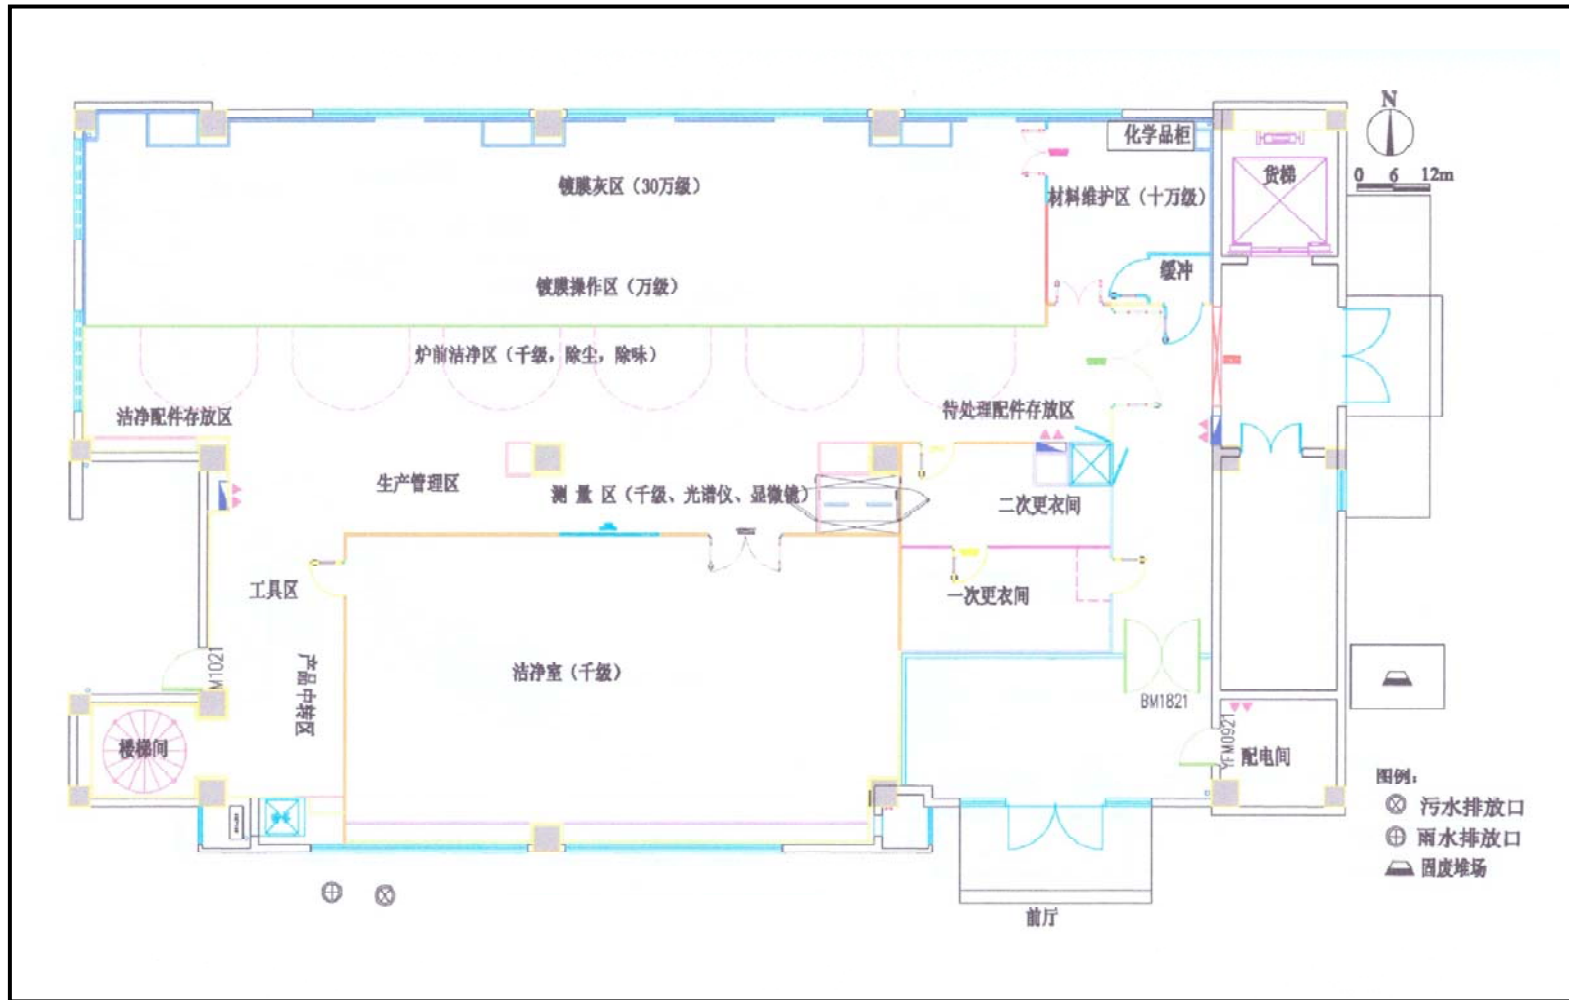 N
0 6 12m
化学品柜
货梯
镀膜灰区（30万级）
材料维护区（十万级）
缓冲
镀膜操作区（万级）
炉前洁净区（千级，除尘，除味）
洁净配件存放区
待处理配件存放区
生产管理区
测 量 区（千级、光谱仪、显微镜）
二次更衣间
工具区
一次更衣间
M1021
产品中转区
洁净室（千级）
BM1821
YFM0921
楼梯间
配电间
图例：
污水排放口
雨水排放口
固废堆场
前厅